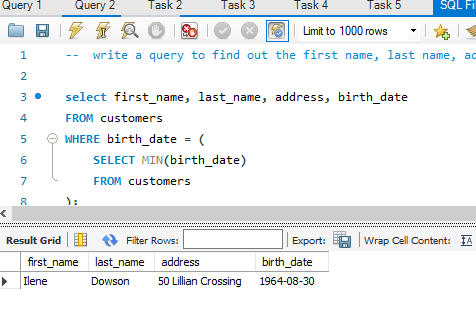 Query 1 Query 2 Task 2 Task 3 Task 4 Task 5 SQL Fi
Limit to 1000 rows
1 -- write a query to find out the first name, last name, ad
2
3 select first_name, last_name, address, birth_date
4 FROM customers
5 WHERE birth_date = (
6 SELECT MIN(birth_date)
7 FROM customers
8 );
Result Grid Filter Rows: Export: Wrap Cell Content: IA
first_name last_name address birth_date
Ilene Dowson 50 Lillian Crossing 1964-08-30